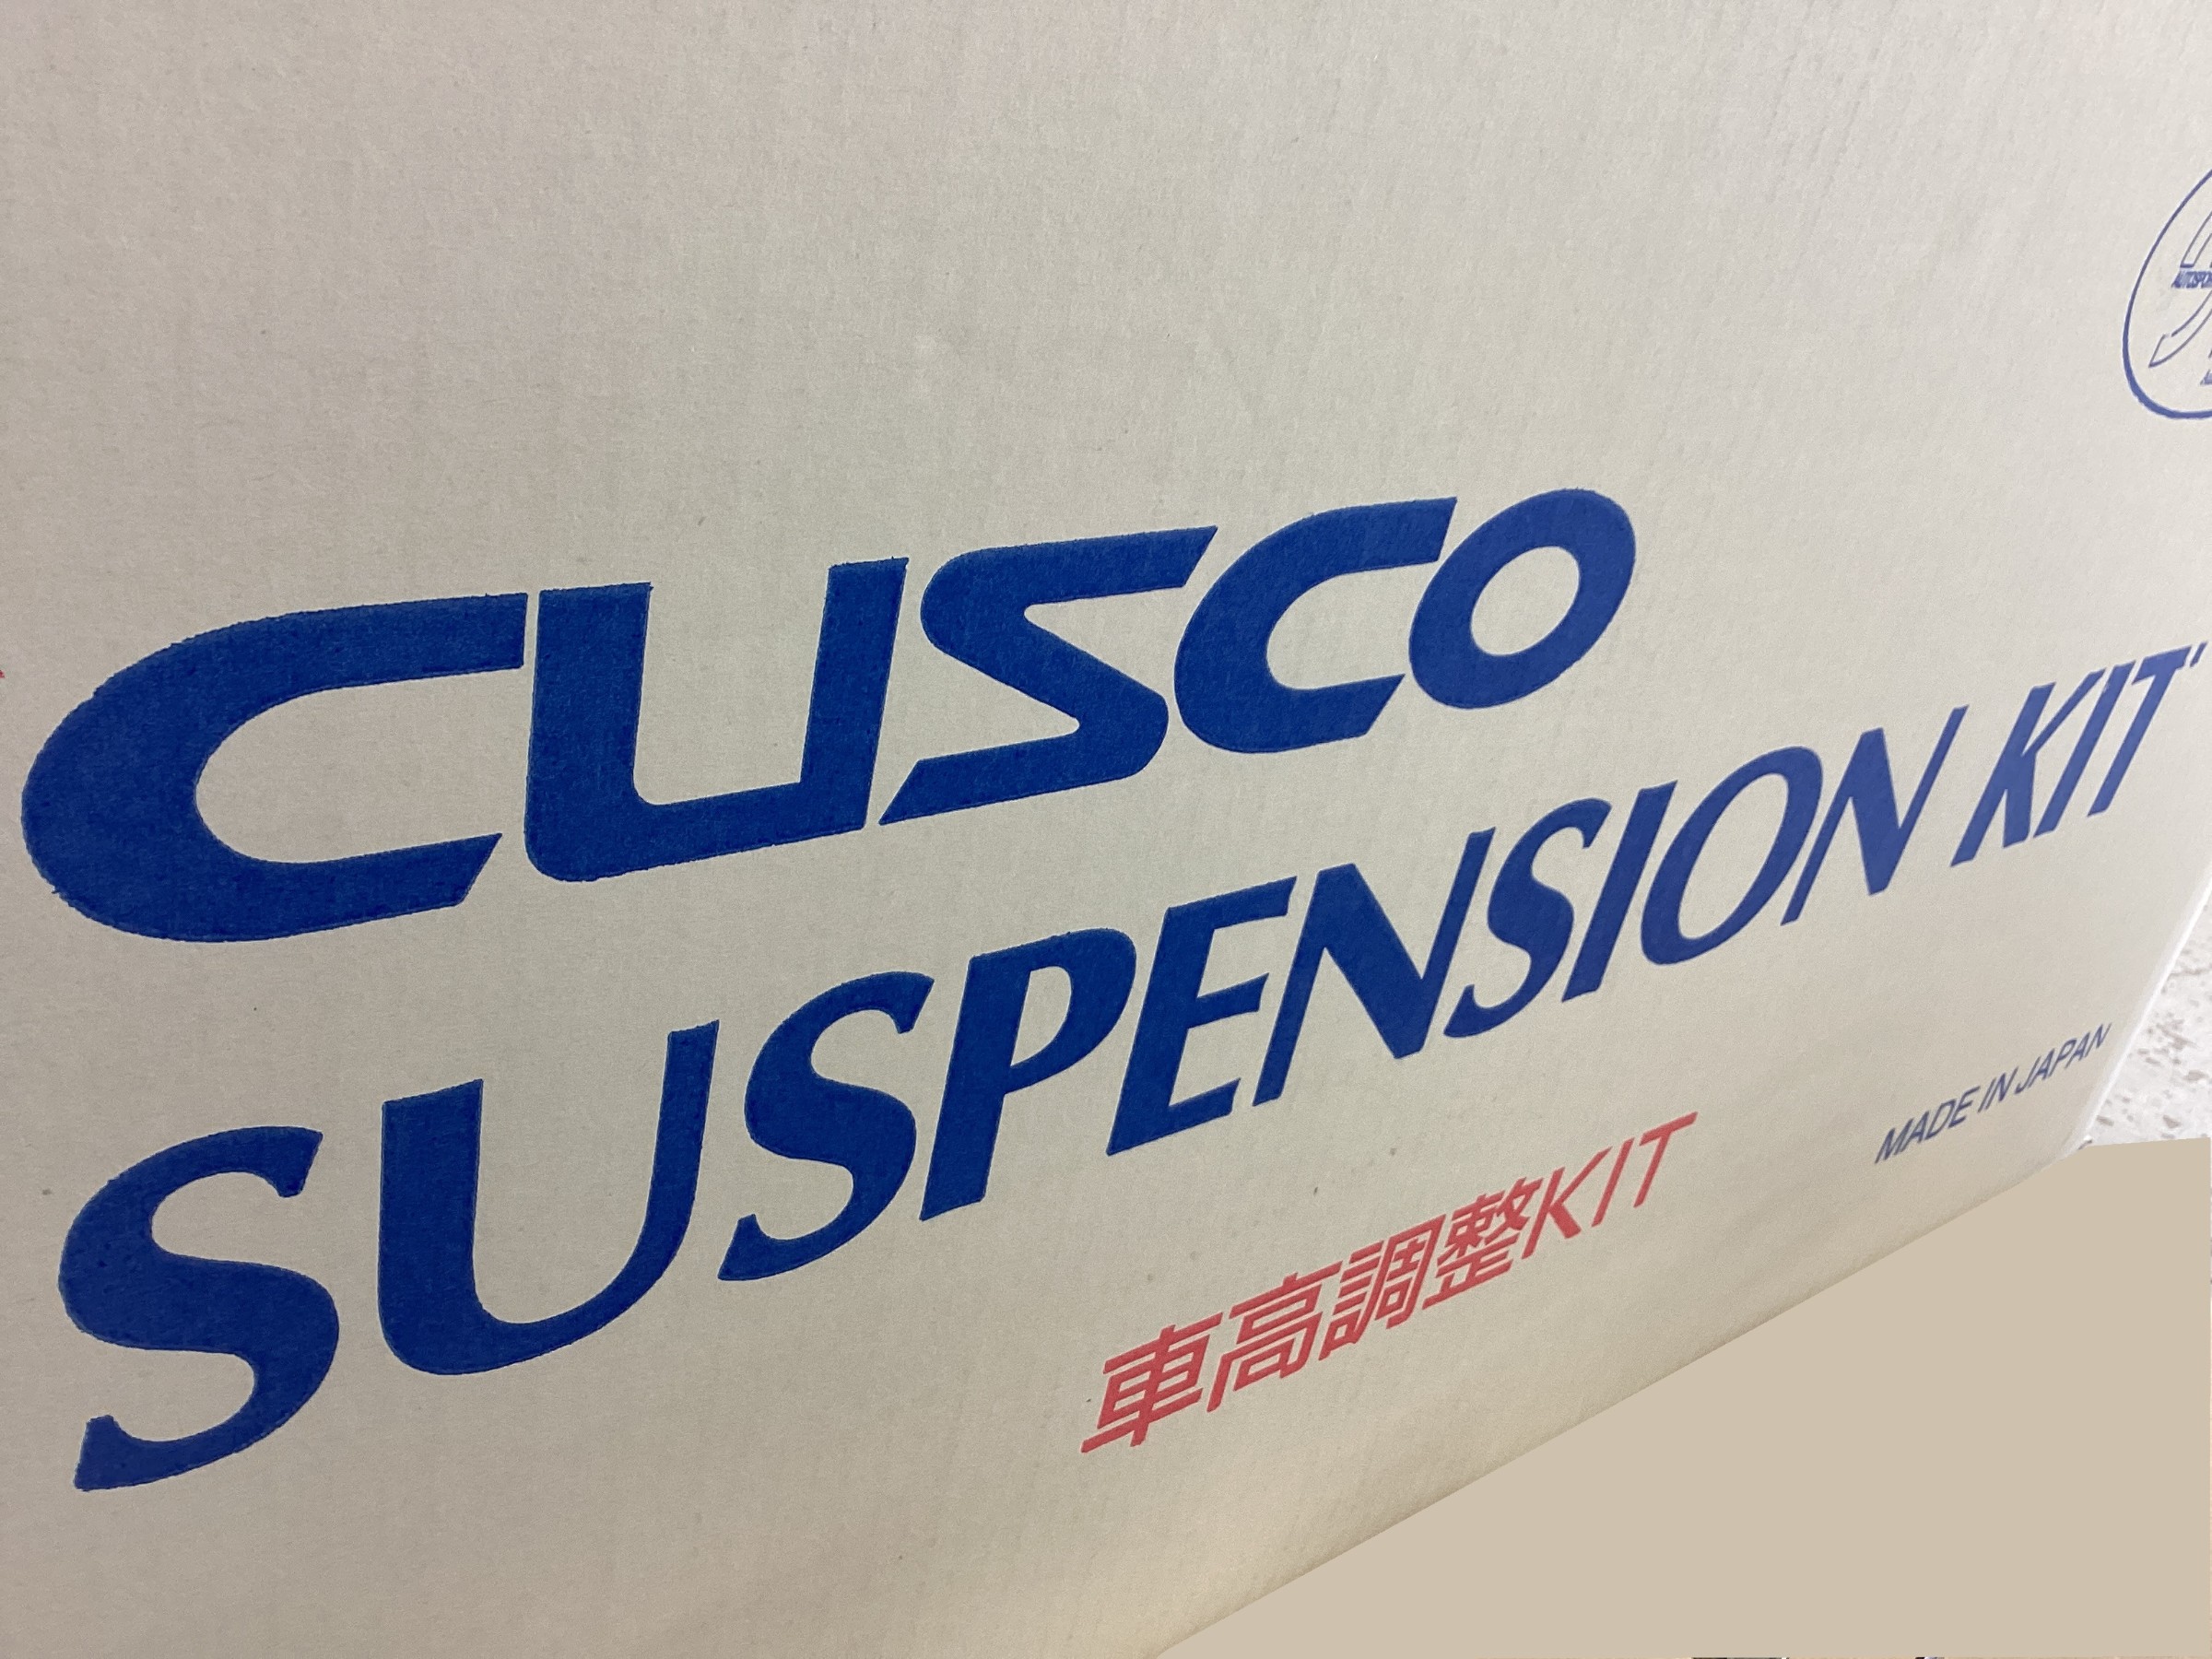 CUSCO
SUSPENSION KIT
車高調整KIT
MADE IN JAPAN